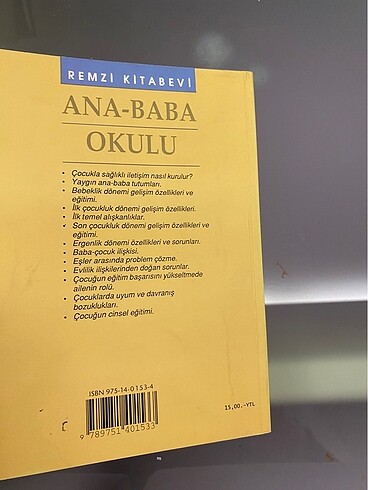 REMZİ KİTABEVİ
ANA-BABA
OKULU
• Çocukla sağlıklı iletişim nasıl kurulur?
• Yaygın ana-baba tutumları.
• Bebeklik dönemi gelişim özellikleri ve
eğitimi.
• İlk çocukluk dönemi gelişim özellikleri.
• İlk temel alışkanlıklar.
• Son çocukluk dönemi gelişim özellikleri ve
eğitimi.
• Ergenlik dönemi özellikleri ve sorunları.
• Baba-çocuk ilişkisi.
• Eşler arasında problem çözme.
• Evlilik ilişkilerinden doğan sorunlar.
• Çocuğun eğitim başarısını yükseltmede
ailenin rolü.
• Çocuklarda uyum ve davranış
bozuklukları.
• Çocuğun cinsel eğitimi.
ISBN 975-14-0153-4
9 789751 401533
15,00.-YTL